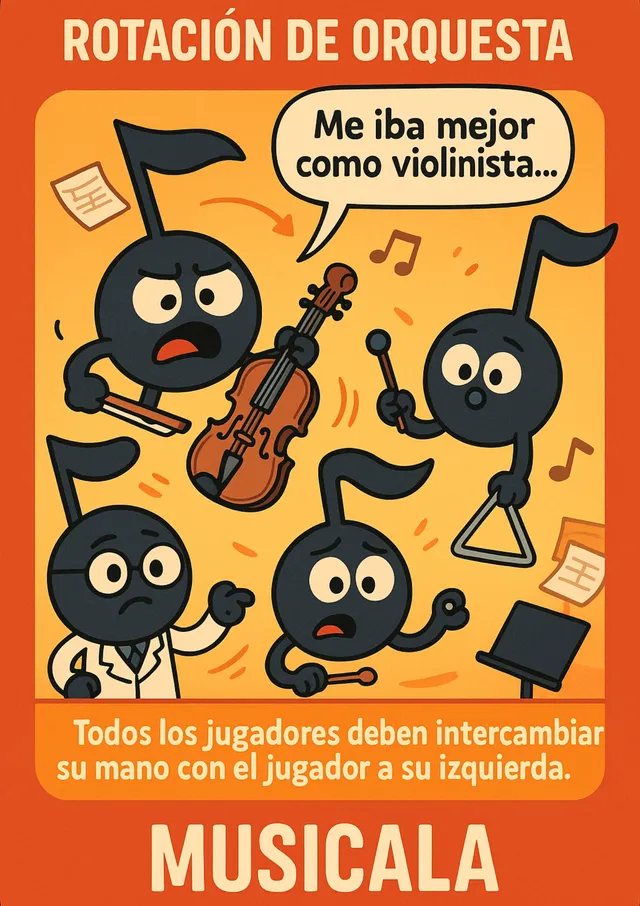 ROTACIÓN DE ORQUESTA
Me iba mejor
como violinista...
Todos los jugadores deben intercambiar
su mano con el jugador a su izquierda.
MUSICALA